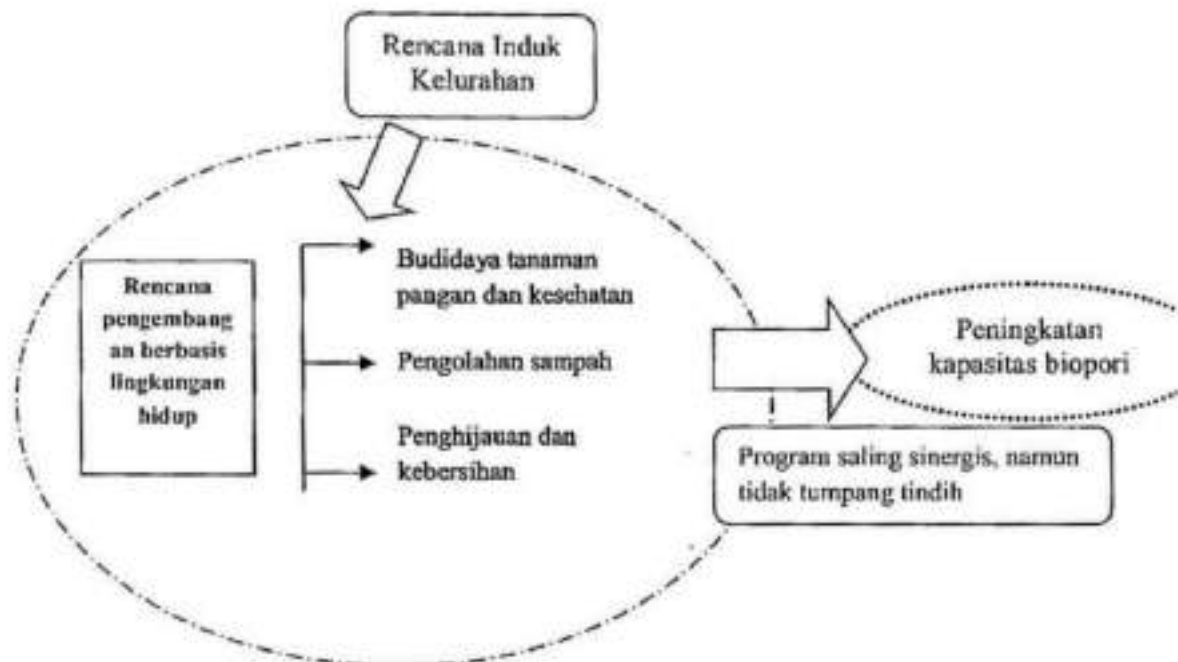 Rencana Induk
Kelurahan
Rencana
pengembang
an berbasis
lingkungan
hidup
Budidaya tanaman
pangan dan kesehatan
Pengolahan sampah
Penghijauan dan
kebersihan
Peningkatan
kapasitas biopori
Program saling sinergis, namun
tidak tumpang tindih